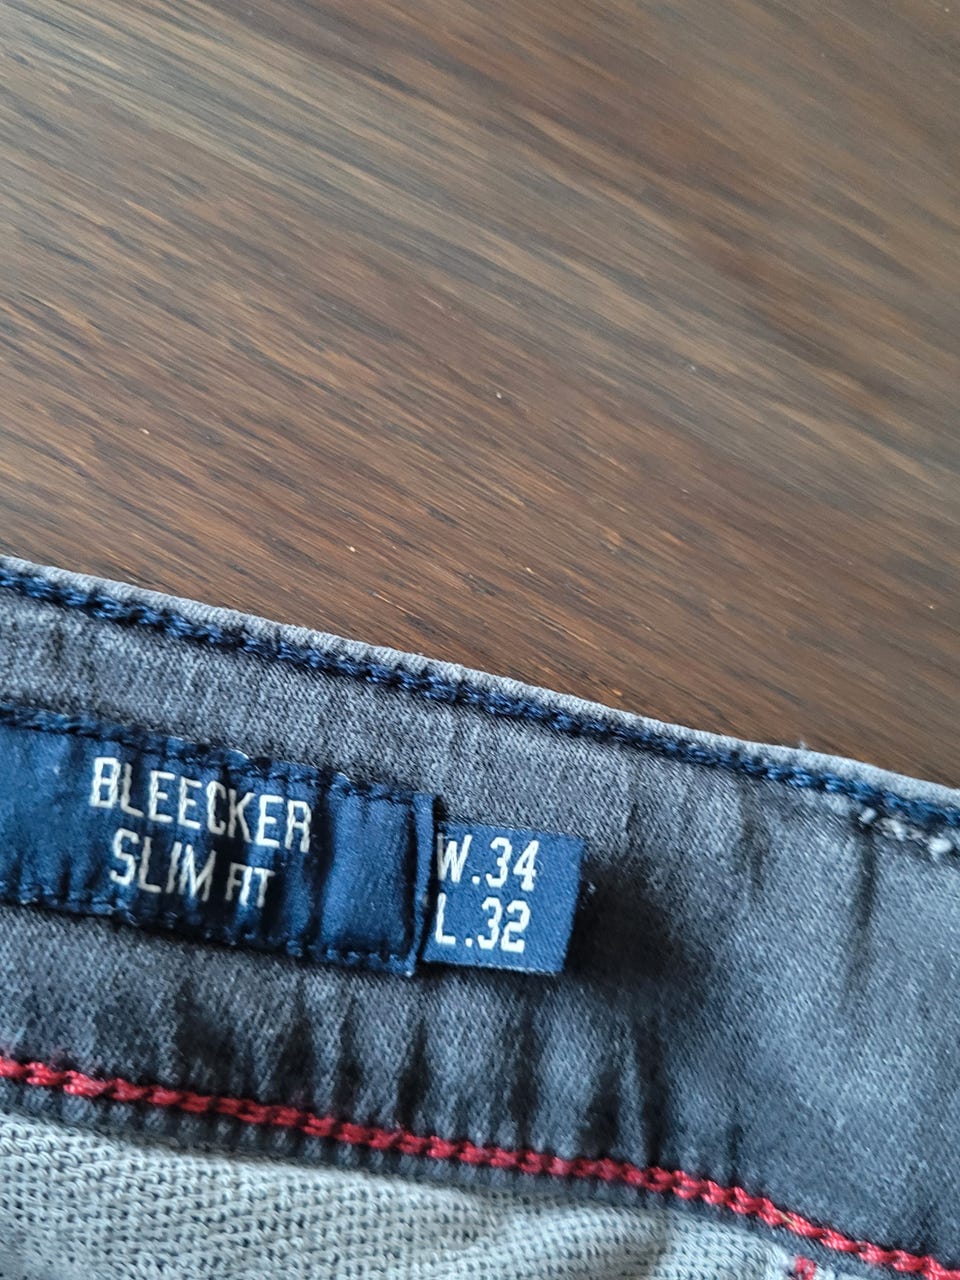 BLEECKER
SLIM FIT
W.34
L.32